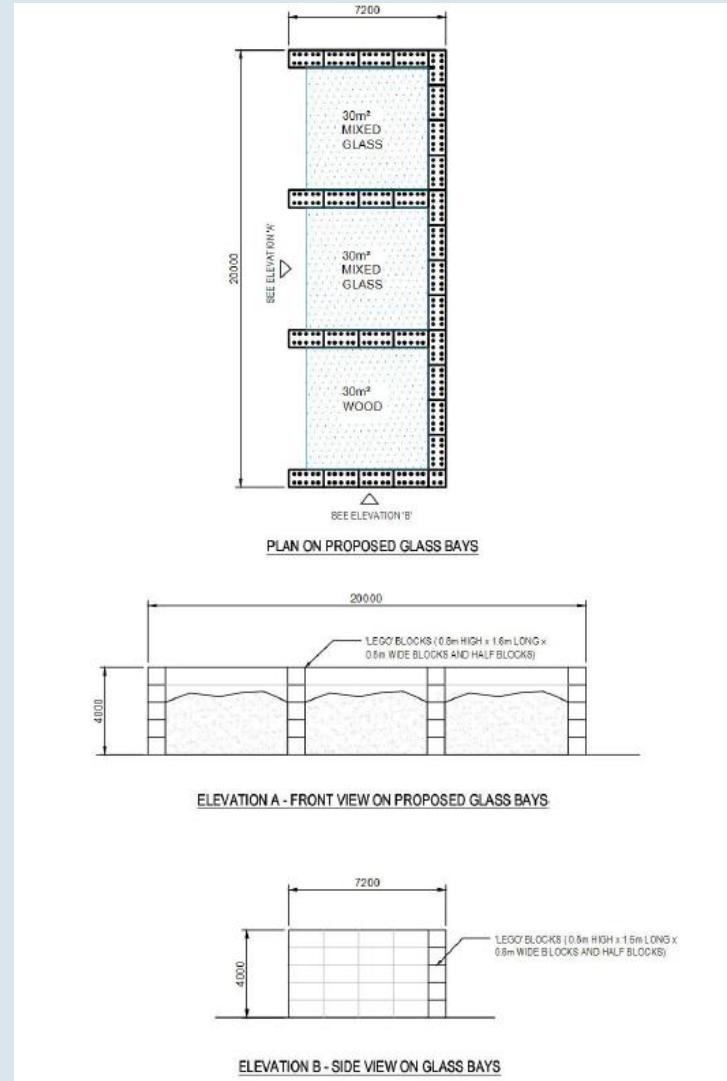 7200
30m²
MIXED
GLASS
20000
SEE ELEVATION 'A'
30m²
MIXED
GLASS
30m²
WOOD
SEE ELEVATION 'B'
PLAN ON PROPOSED GLASS BAYS
20000
'LEGO' BLOCKS (0.8m HIGH x 1.6m LONG x
0.8m WIDE BLOCKS AND HALF BLOCKS)
4000
ELEVATION A - FRONT VIEW ON PROPOSED GLASS BAYS
7200
'LEGO' BLOCKS (0.8m HIGH x 1.6m LONG x
0.8m WIDE BLOCKS AND HALF BLOCKS)
4000
ELEVATION B - SIDE VIEW ON GLASS BAYS